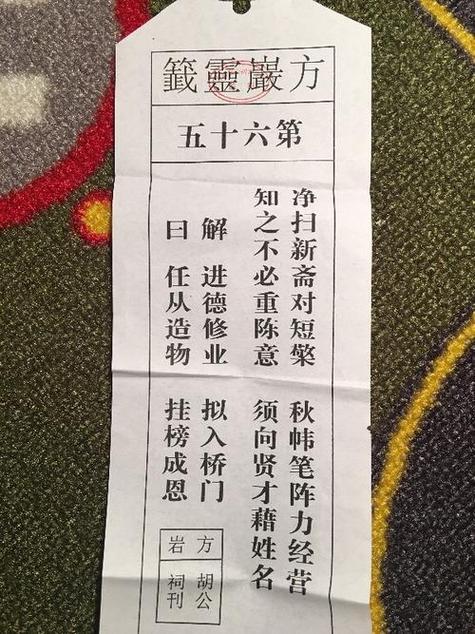 方巖靈籤
第六十五
净扫新斋对短檠 秋帏笔阵力经营
知之不必重陈意 须向贤才藉姓名
解 进德修业 拟入桥门
曰 任从造物 挂榜成恩
方岩
胡公
祠刊